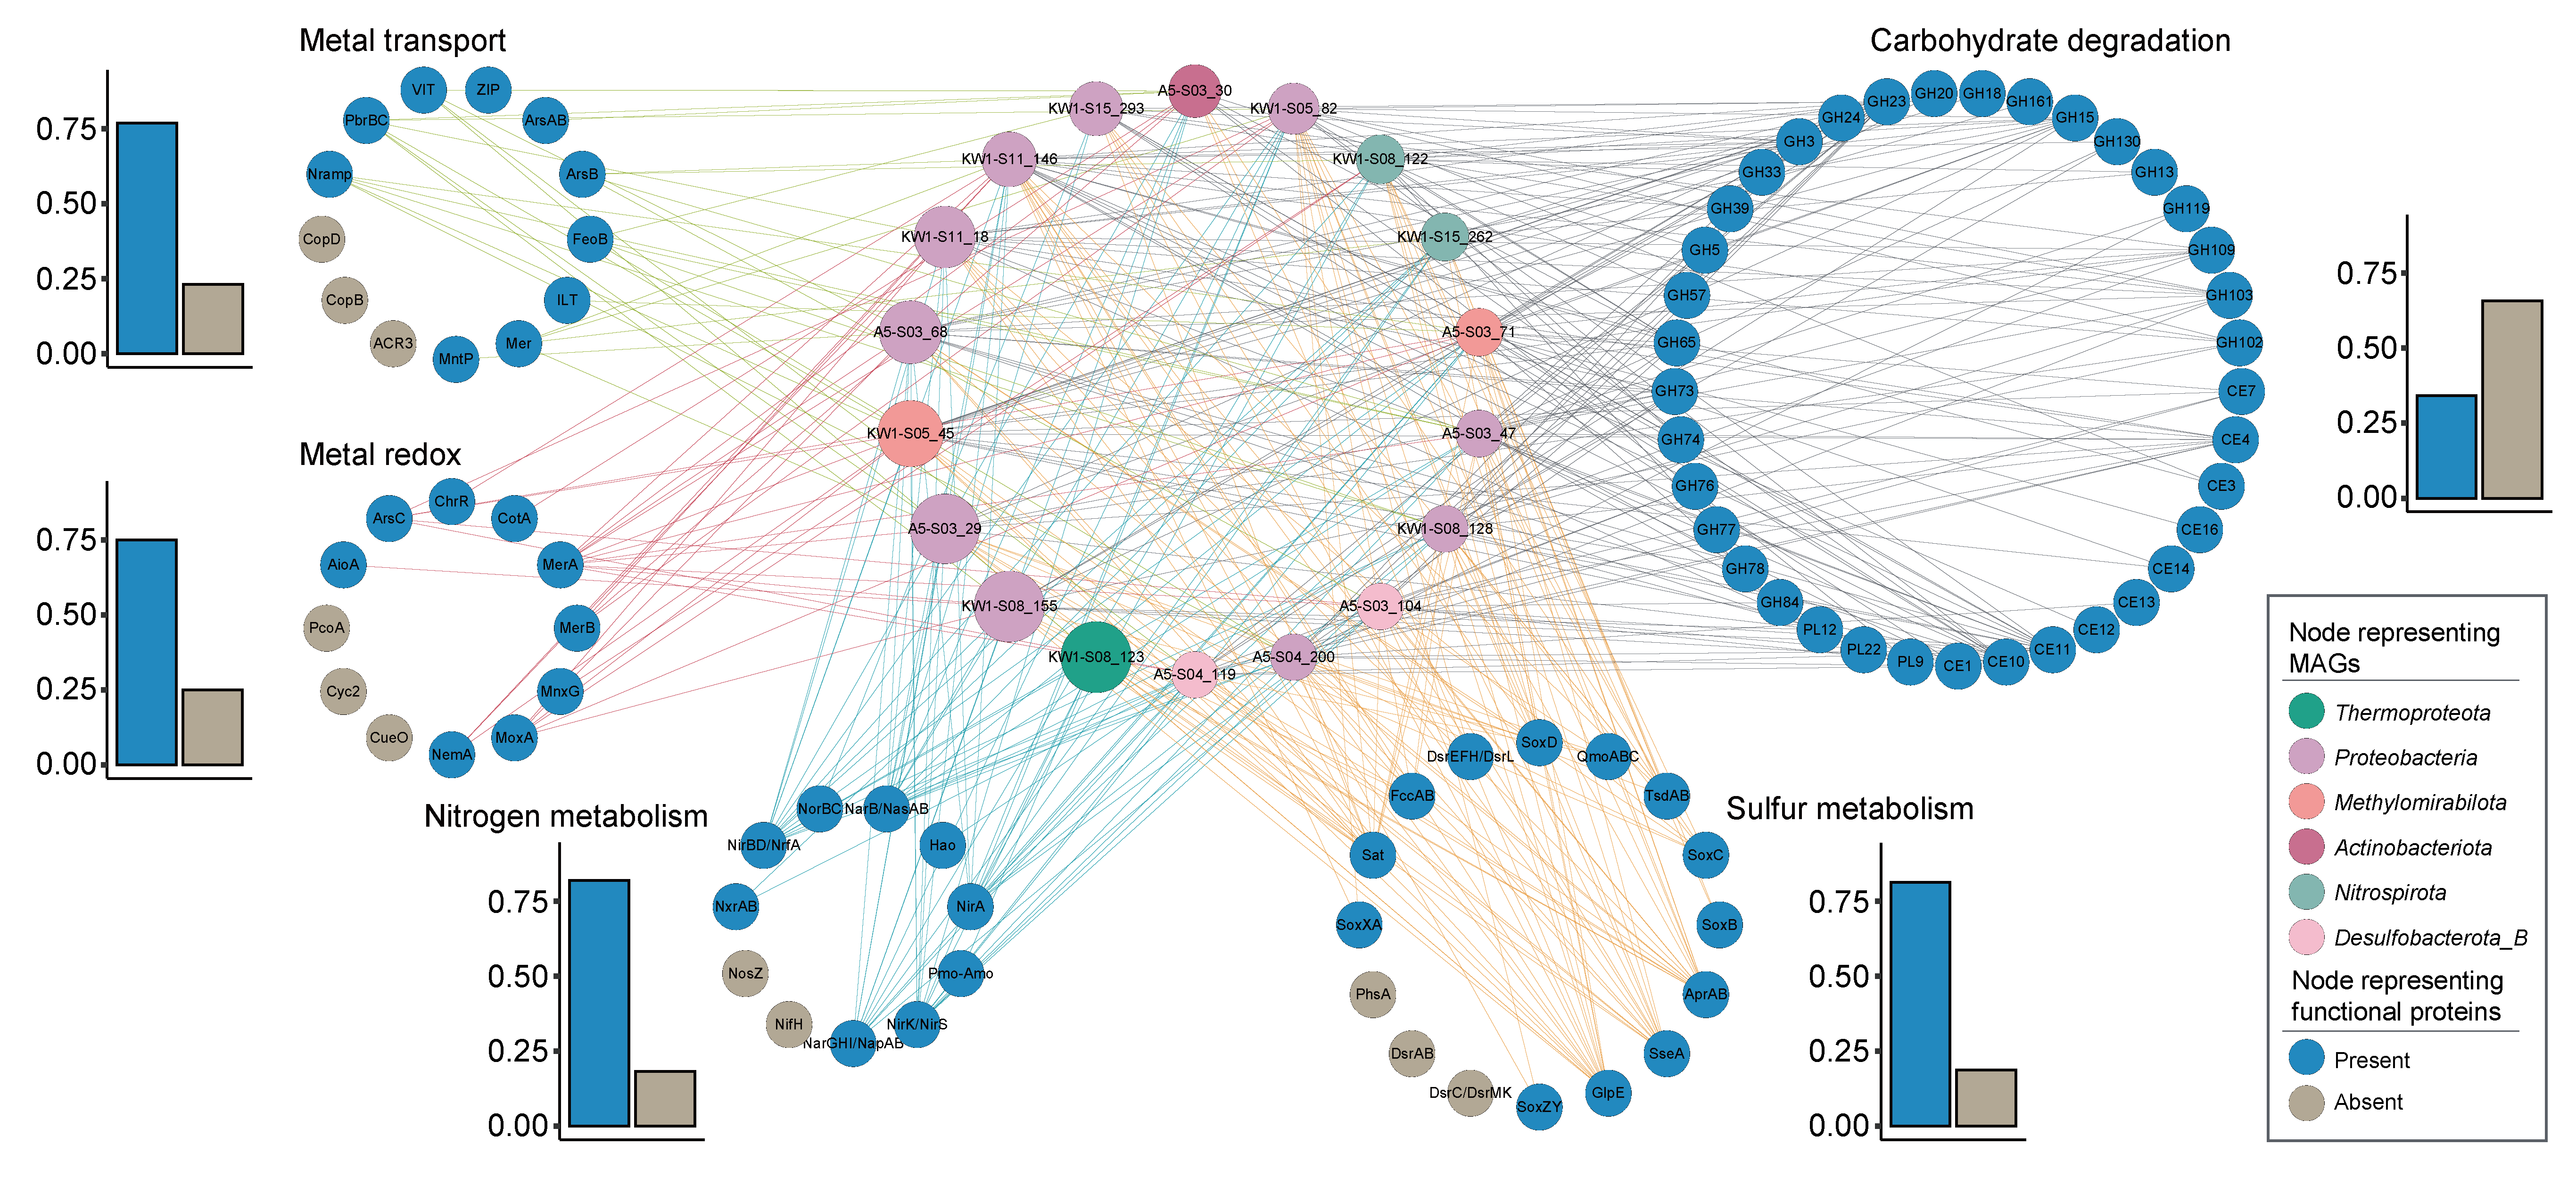 Metal transport
0.75
0.50
0.25
0.00
VIT
ZIP
PbrBC
ArsAB
Nramp
ArsB
CopD
FeoB
CopB
ILT
ACR3
MntP
Mer
Metal redox
0.75
0.50
0.25
0.00
ChrR
ArsC
CotA
AioA
MerA
PcoA
MerB
Cyc2
MnxG
CueO
NemA
MoxA
A5-S03_30
KW1-S15_293
KW1-S05_82
KW1-S11_146
KW1-S08_122
KW1-S11_18
KW1-S15_262
A5-S03_68
A5-S03_71
KW1-S05_45
A5-S03_47
A5-S03_29
KW1-S08_128
KW1-S08_155
A5-S03_104
KW1-S08_123
A5-S04_119
A5-S04_200
Carbohydrate degradation
GH24
GH23
GH20
GH18
GH161
GH15
GH3
GH130
GH33
GH13
GH39
GH119
GH5
GH109
GH57
GH103
GH65
GH102
GH73
CE7
GH74
CE4
GH76
CE3
GH77
CE16
GH78
CE14
GH84
CE13
PL12
CE12
PL22
PL9
CE1
CE10
CE11
0.75
0.50
0.25
0.00
Nitrogen metabolism
0.75
0.50
0.25
0.00
NorBC
NarB/NasAB
NirBD/NrfA
Hao
NxrAB
NirA
NosZ
Pmo-Amo
NifH
NirK/NirS
NarGHI/NapAB
Sulfur metabolism
0.75
0.50
0.25
0.00
SoxD
DsrEFH/DsrL
QmoABC
FccAB
TsdAB
Sat
SoxC
SoxXA
SoxB
PhsA
AprAB
DsrAB
SseA
DsrC/DsrMK
SoxZY
GlpE
Node representing
MAGs
Thermoproteota
Proteobacteria
Methylomirabilota
Actinobacteriota
Nitrospirota
Desulfobacterota_B
Node representing
functional proteins
Present
Absent